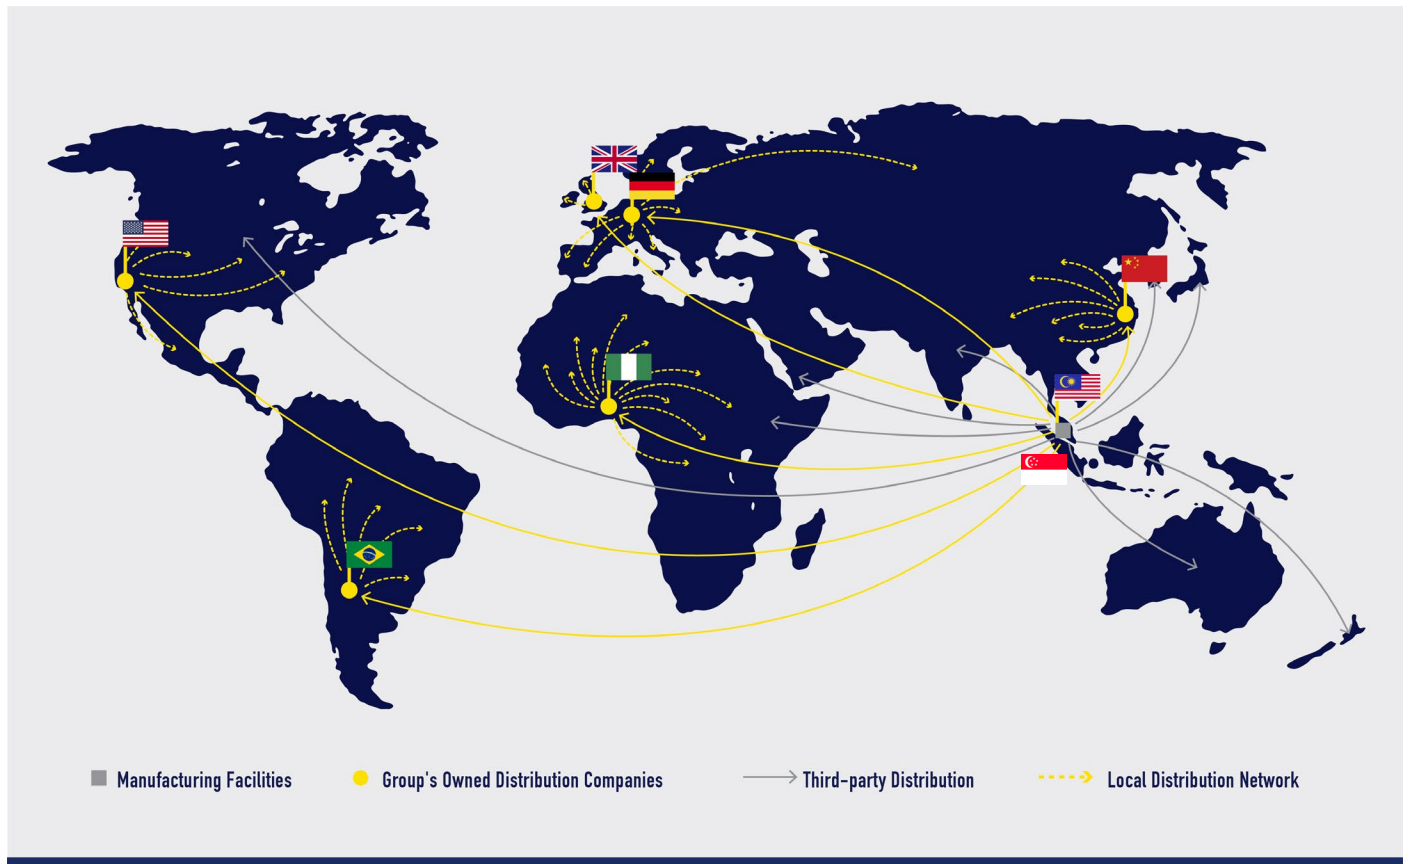 Manufacturing Facilities
Group's Owned Distribution Companies
Third-party Distribution
Local Distribution Network